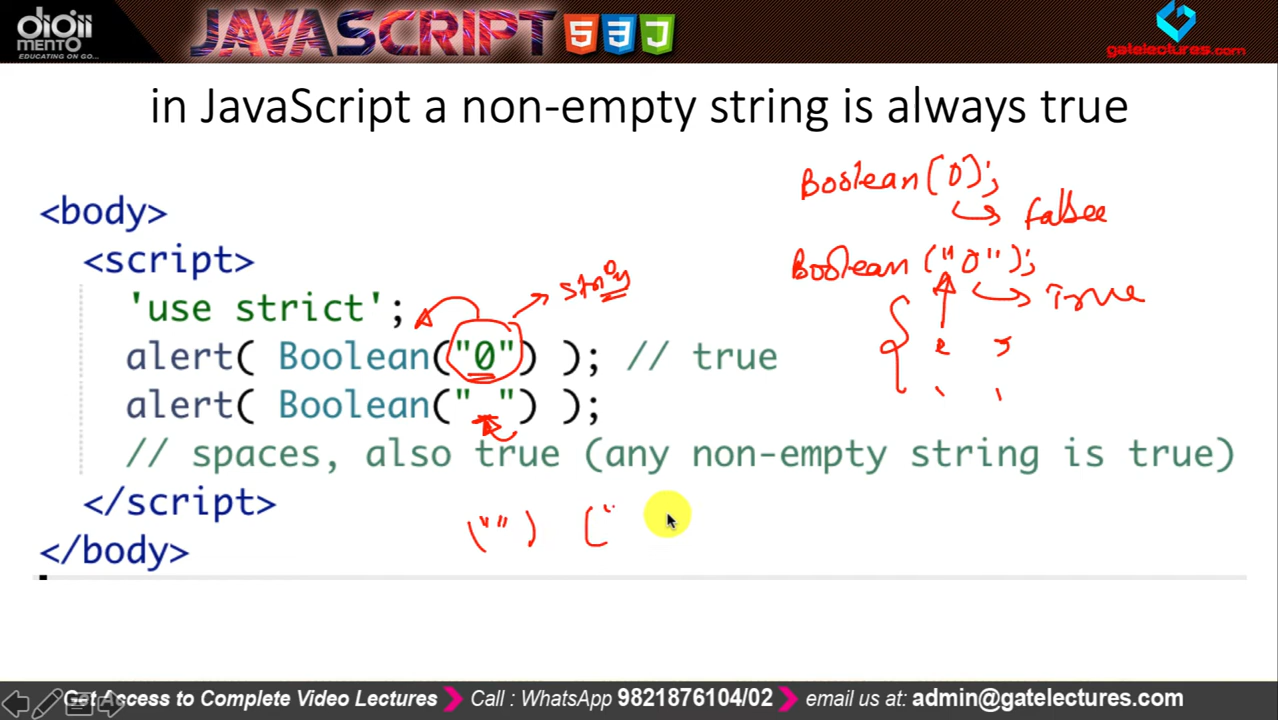 digii
MENTO
EDUCATING ON GO...
JAVASCRIPT 5 3 J
gatelectures.com
in JavaScript a non-empty string is always true
Boolean(0);
false
<body>
<script>
Boolean ("0");
True
'use strict';
alert( Boolean("0") ); // true
alert( Boolean(" ") );
// spaces, also true (any non-empty string is true)
</script>
("") ("
</body>
Get Access to Complete Video Lectures Call : WhatsApp 9821876104/02 email us at: admin@gatelectures.com